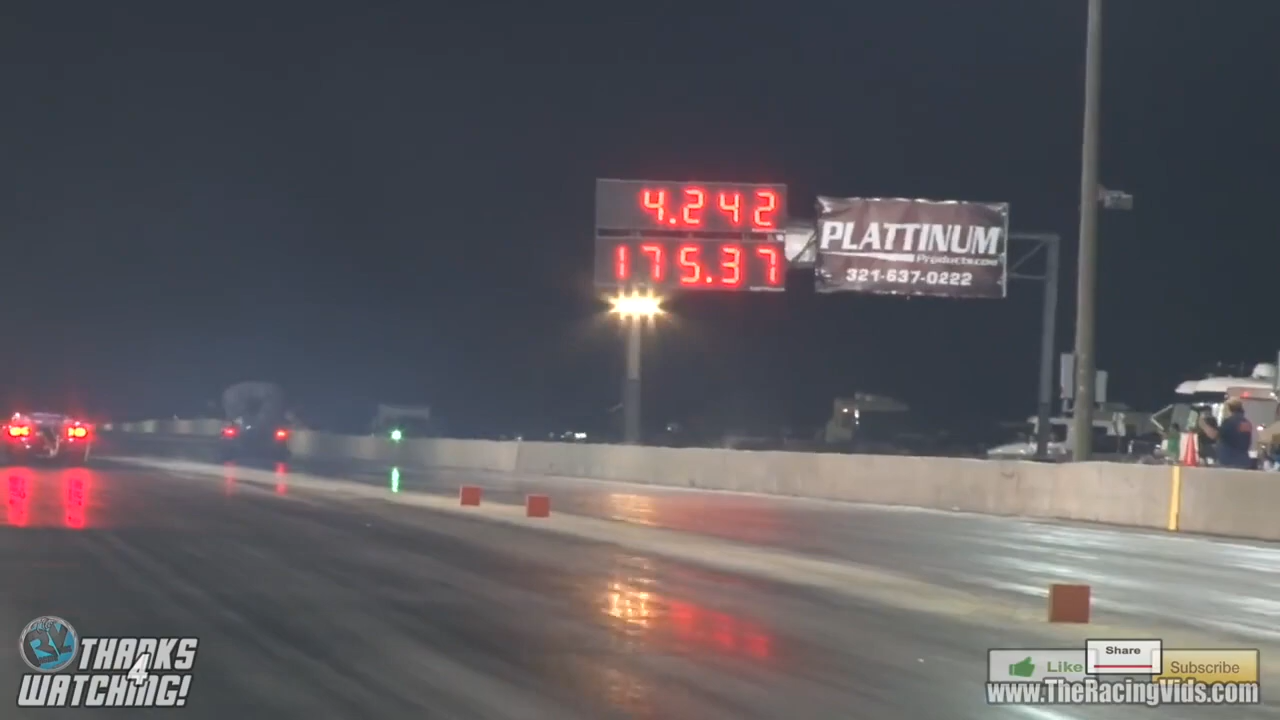 4.242
175.37
PLATTINUM
Products.com
321-637-0222
THANKS
4
WATCHING!
Like
Share
Subscribe
www.TheRacingVids.com